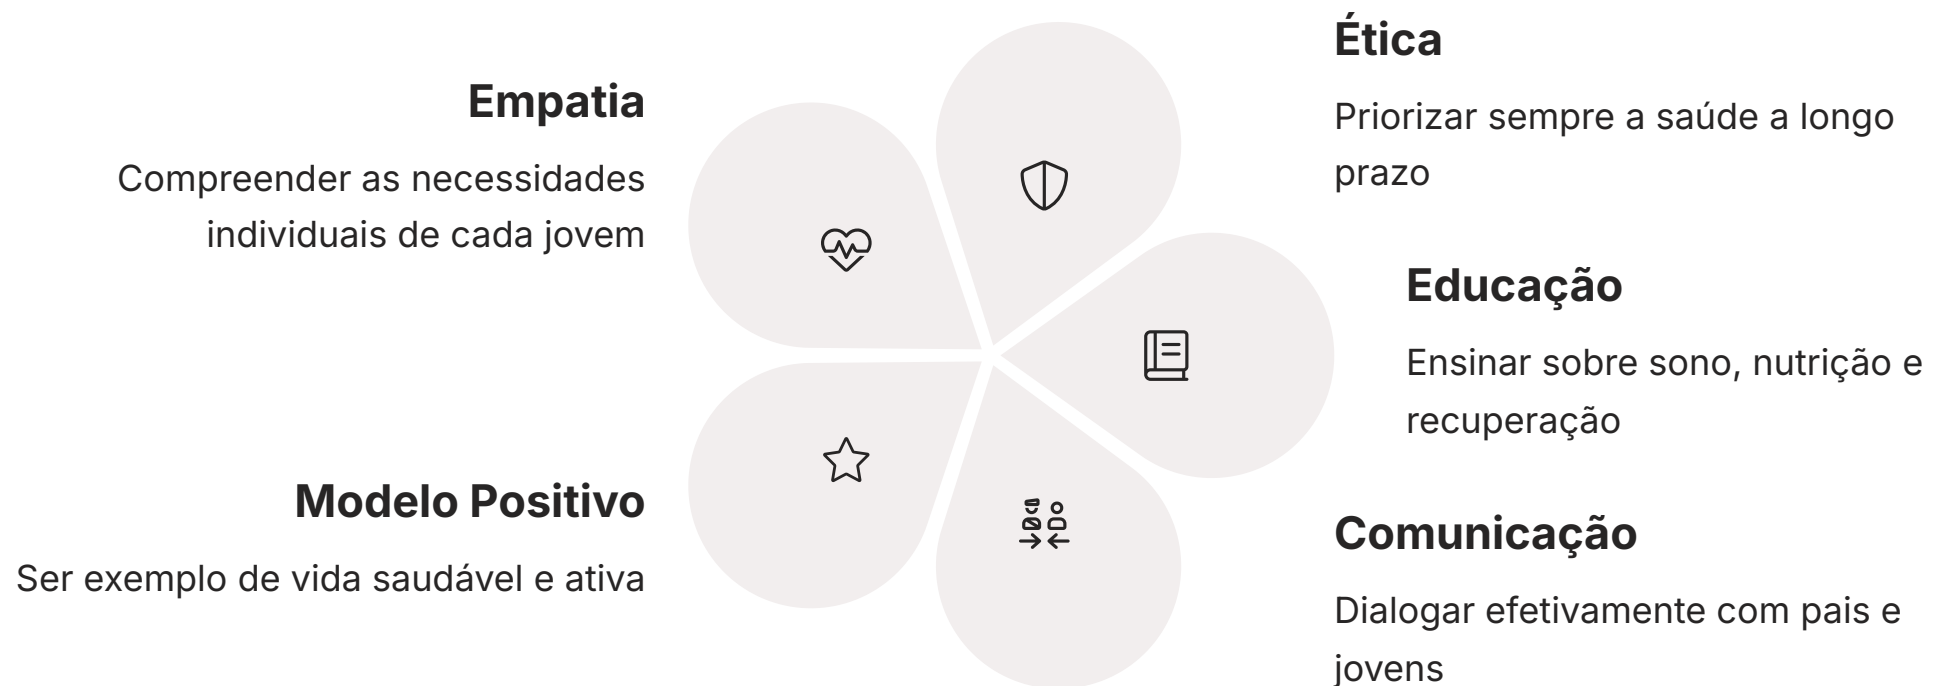 Empatia
Compreender as necessidades
individuais de cada jovem
Modelo Positivo
Ser exemplo de vida saudável e ativa
Ética
Priorizar sempre a saúde a longo
prazo
Educação
Ensinar sobre sono, nutrição e
recuperação
Comunicação
Dialogar efetivamente com pais e
jovens